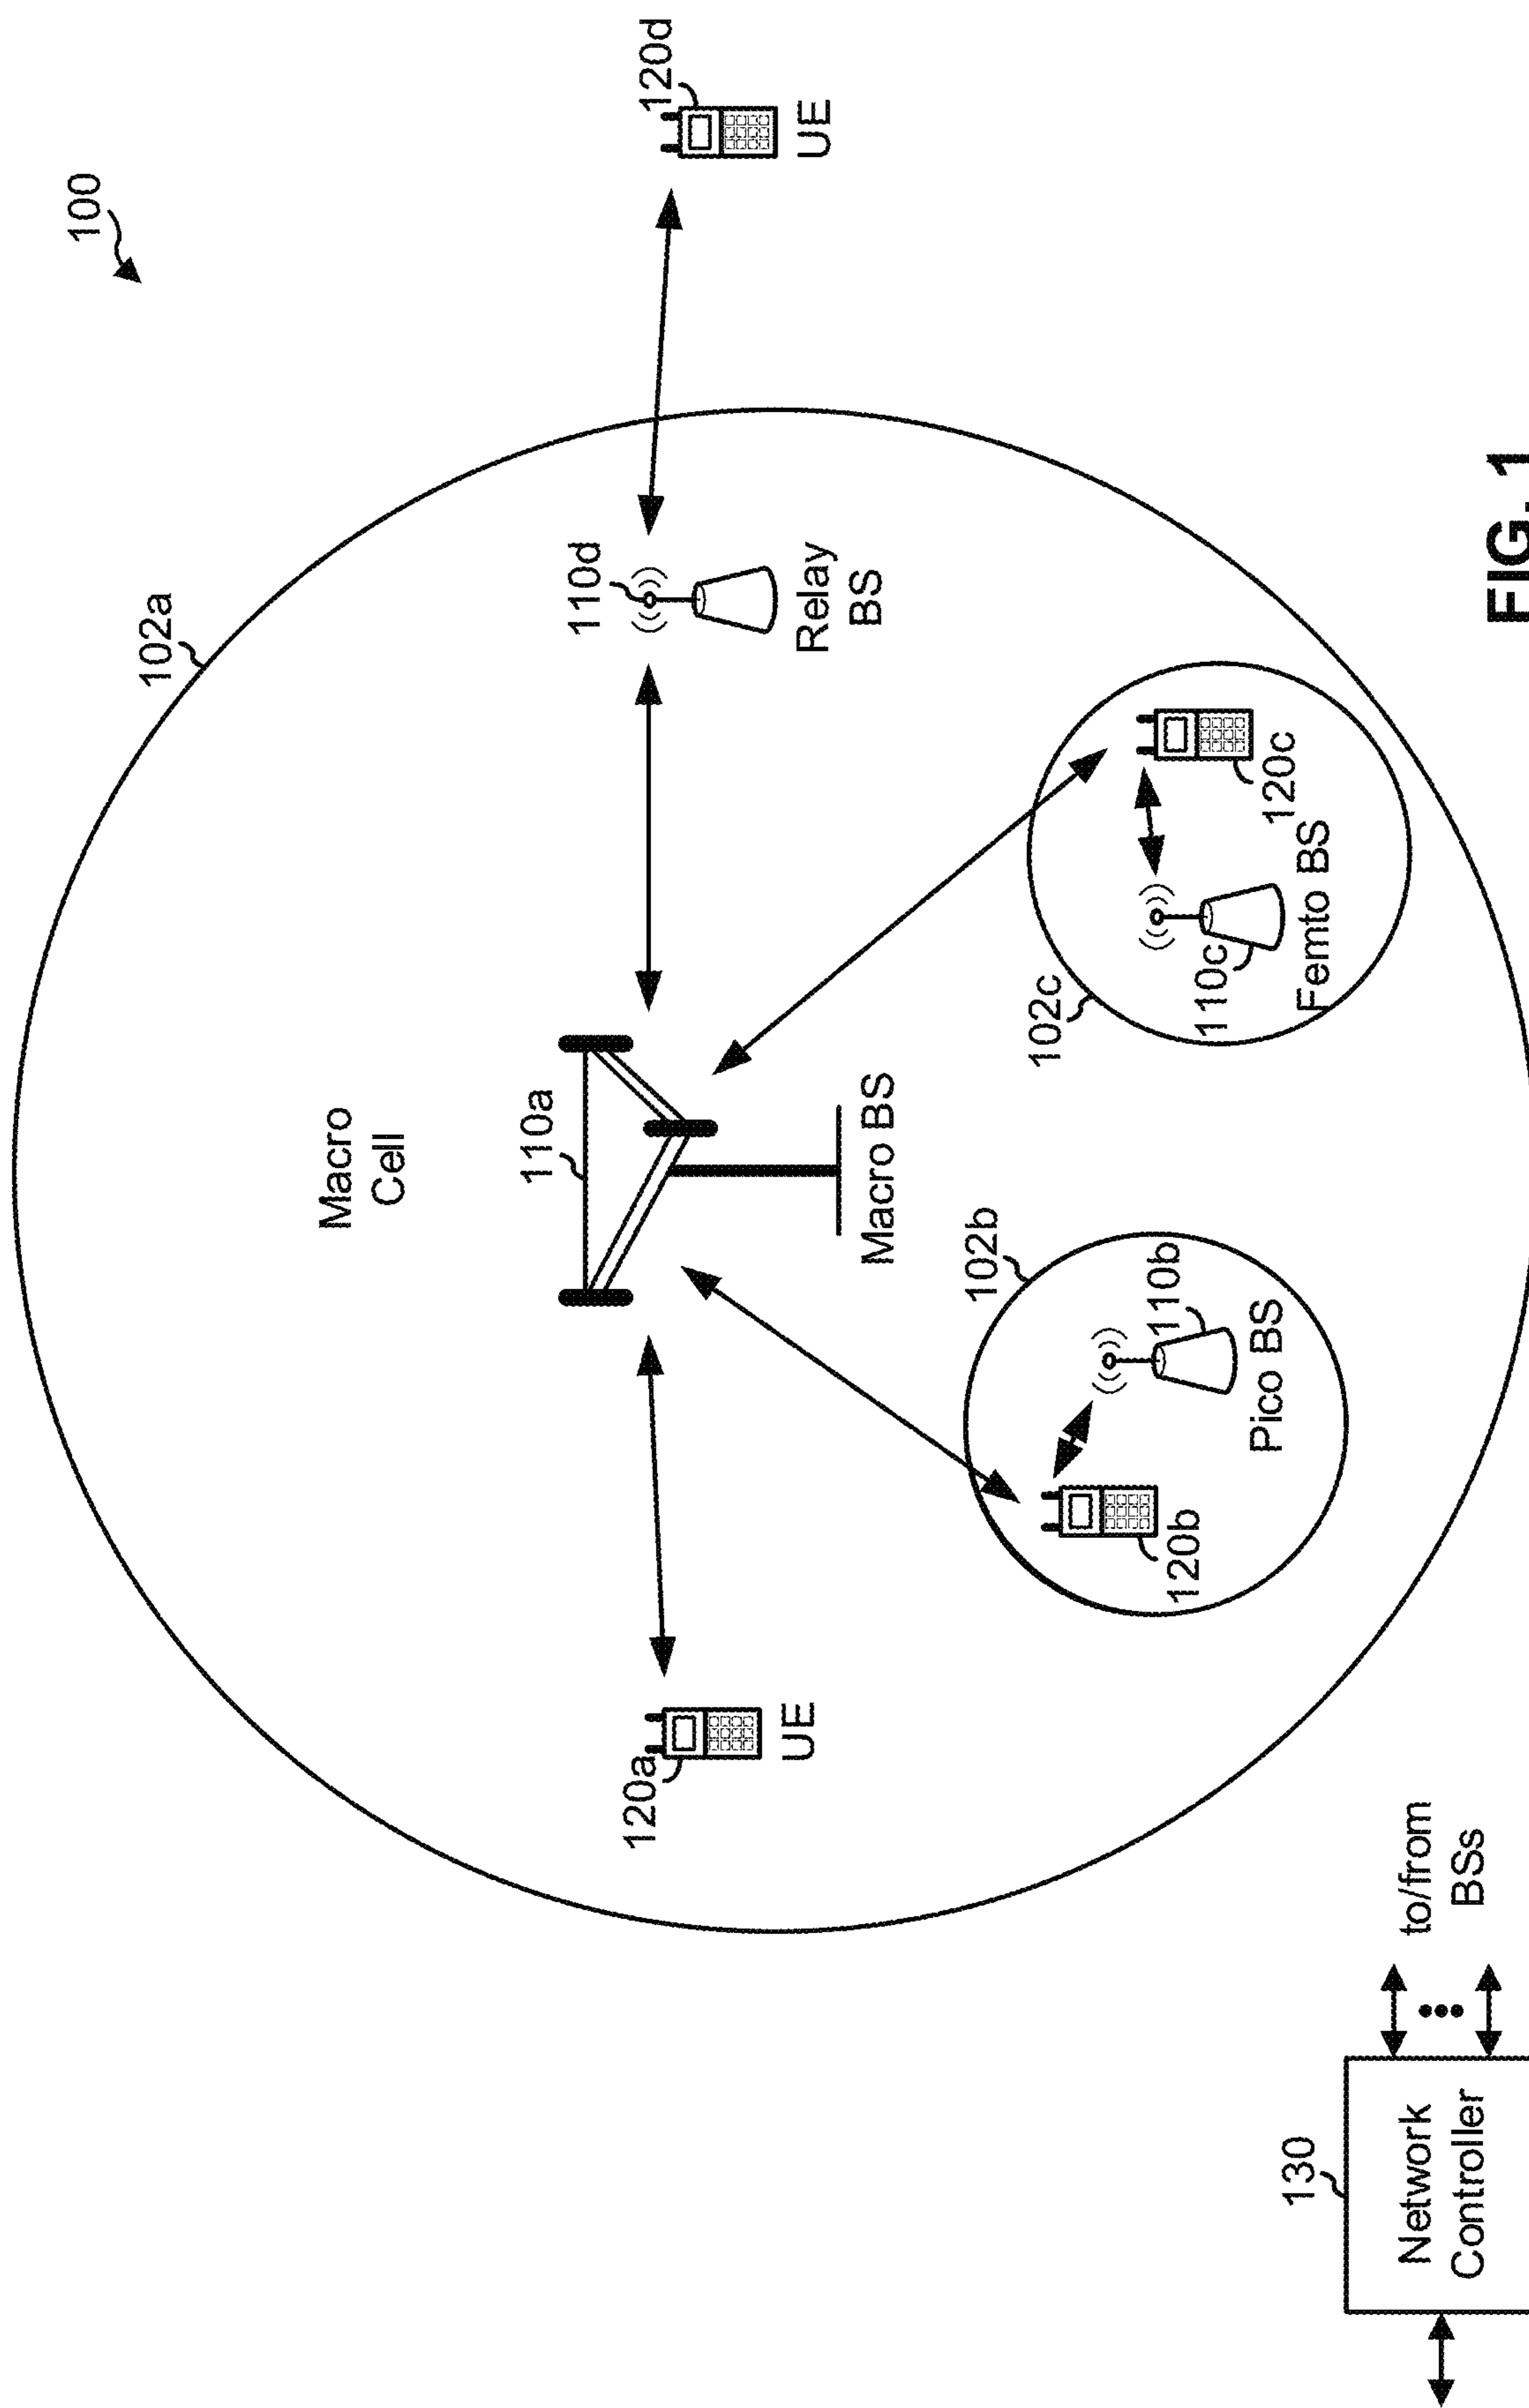 100
102a
Macro
Cell
110a
110d
120a
120d
UE
Macro BS
Relay
BS
UE
102b
102c
110b
110c
120b
120c
Pico BS
Femto BS
130
Network
Controller
to/from
BSs
FIG. 1